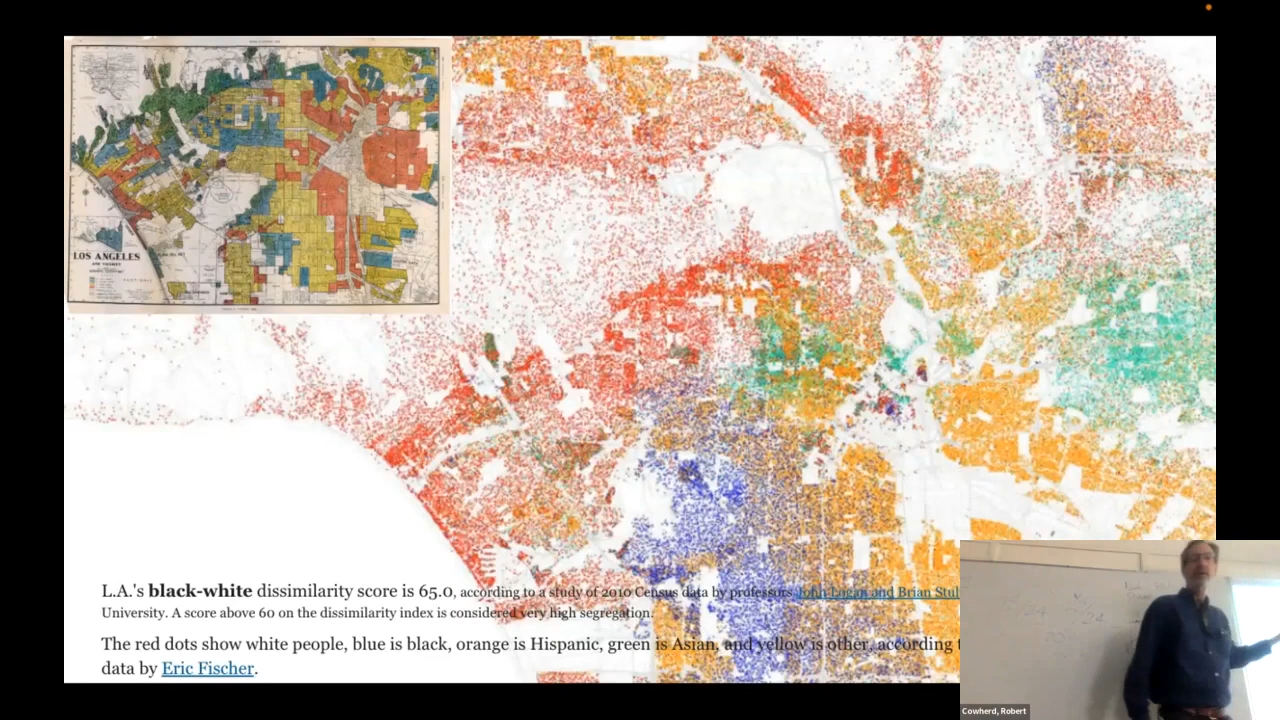 LOS ANGELES
AND VICINITY
L.A.'s black-white dissimilarity score is 65.0, according to a study of 2010 Census data by professors John Logan and Brian Stul
University. A score above 60 on the dissimilarity index is considered very high segregation.
The red dots show white people, blue is black, orange is Hispanic, green is Asian, and yellow is other, according t
data by Eric Fischer.
Cowherd, Robert